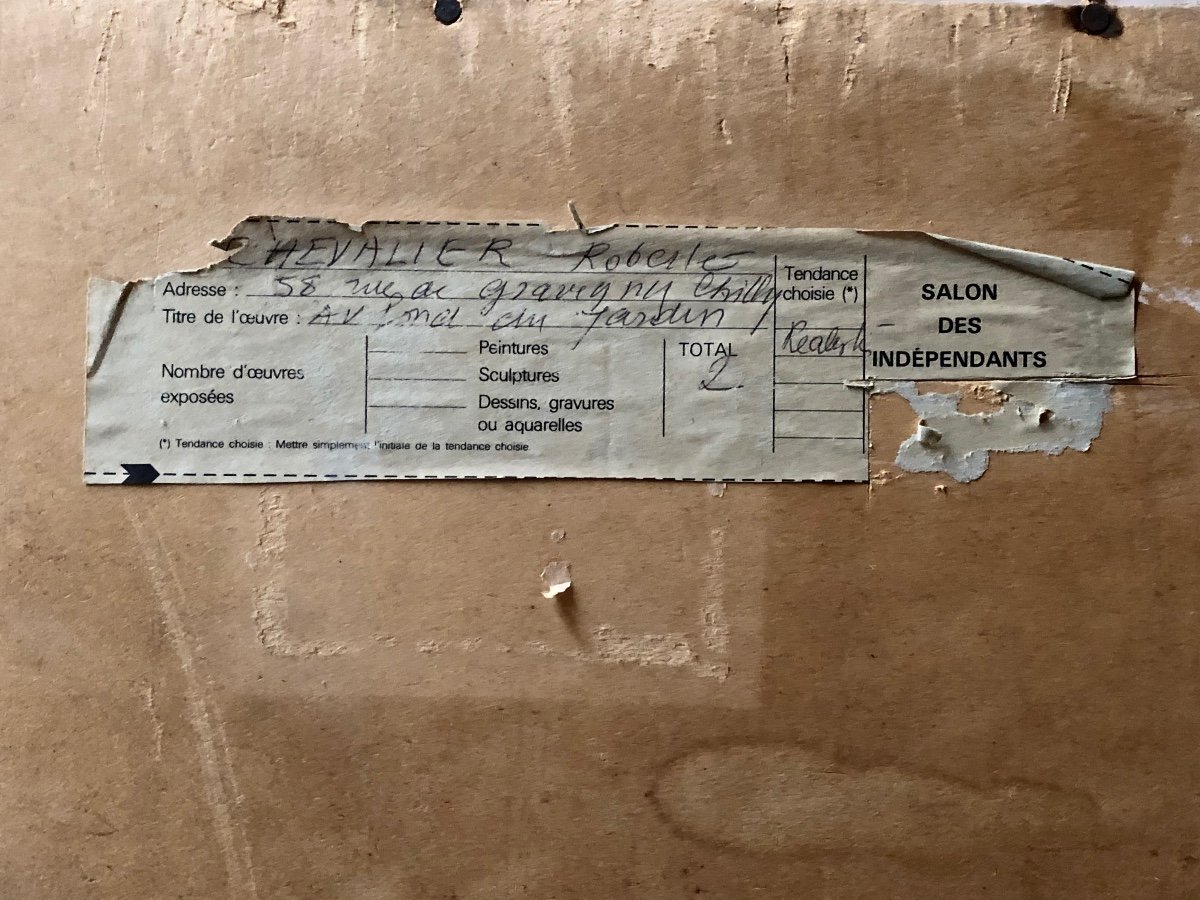 CHEVALIER Roberte
Adresse : 58 rue de Gravigny Chilly
Titre de l'œuvre : Au fond du Jardin
Nombre d'œuvres
exposées
Peintures
Sculptures
Dessins, gravures
ou aquarelles
TOTAL
2.
(*) Tendance choisie : Mettre simplement l'initiale de la tendance choisie
Tendance
choisie (*)
SALON
DES
INDÉPENDANTS